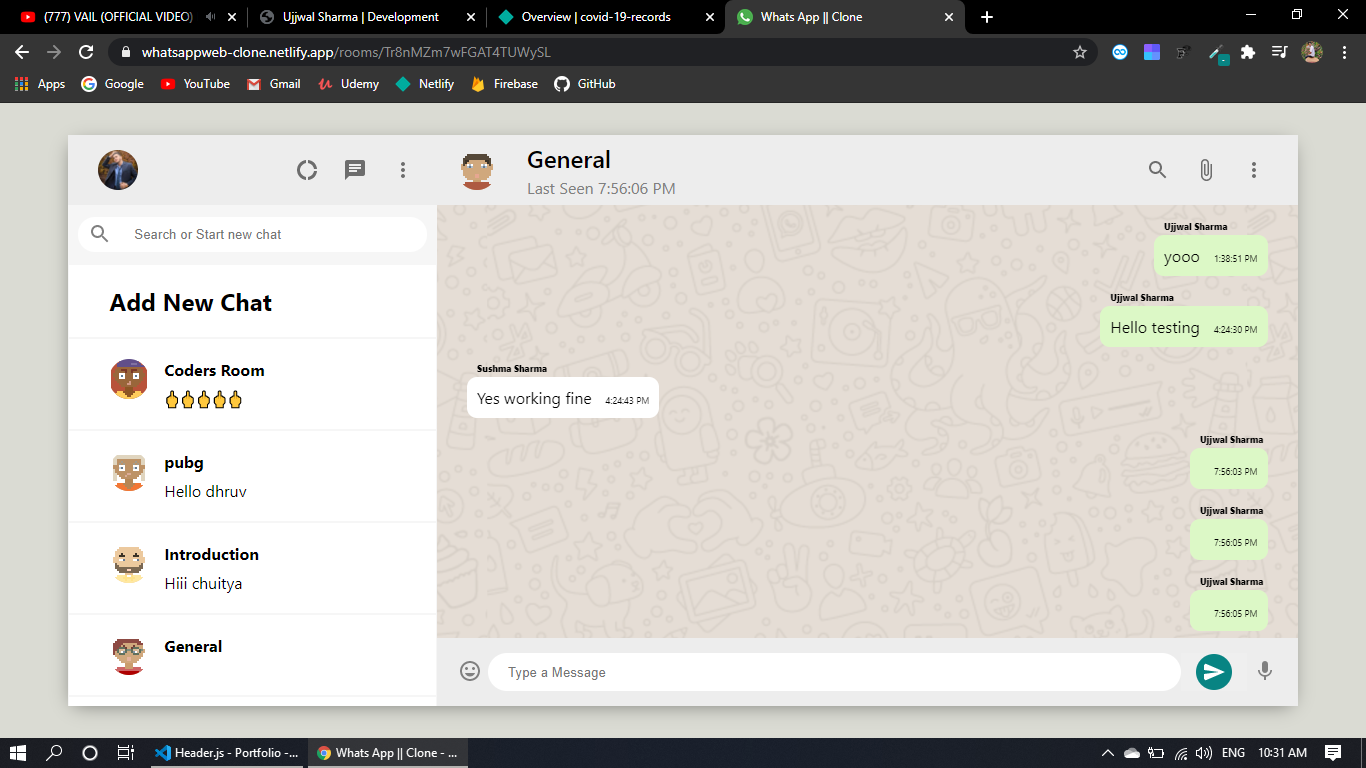 (777) VAIL (OFFICIAL VIDEO)
Ujjwal Sharma | Development
Overview | covid-19-records
Whats App || Clone
whatsappweb-clone.netlify.app/rooms/Tr8nMZm7wFGAT4TUWySL
Apps
Google
YouTube
Gmail
Udemy
Netlify
Firebase
GitHub
General
Last Seen 7:56:06 PM
Search or Start new chat
Add New Chat
Coders Room
🖕🖕🖕🖕🖕
pubg
Hello dhruv
Introduction
Hiii chuitya
General
Ujjwal Sharma
yooo 1:38:51 PM
Ujjwal Sharma
Hello testing 4:24:30 PM
Sushma Sharma
Yes working fine 4:24:43 PM
Ujjwal Sharma
7:56:03 PM
Ujjwal Sharma
7:56:05 PM
Ujjwal Sharma
7:56:05 PM
Type a Message
Header.js - Portfolio -...
Whats App || Clone - ...
ENG
10:31 AM